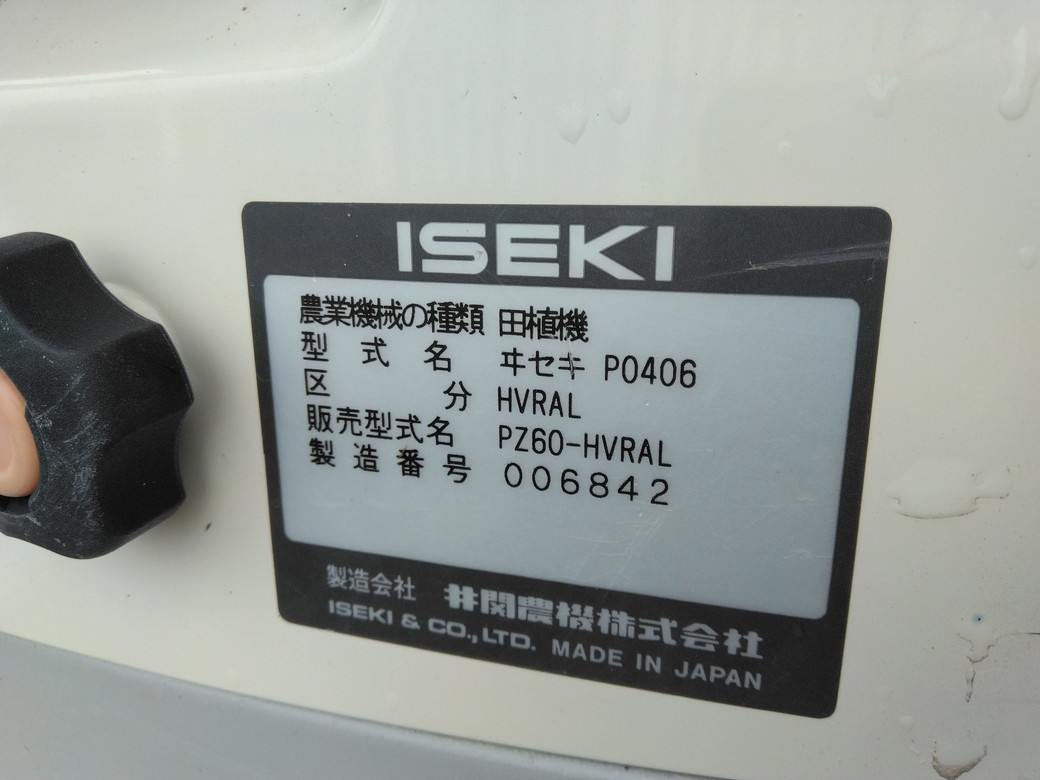 ISEKI
農業機械の種類 田植機
型式名 ヰセキ P0406
区分 HVRAL
販売型式名 PZ60-HVRAL
製造番号 006842
製造会社 井関農機株式会社
ISEKI & CO., LTD. MADE IN JAPAN